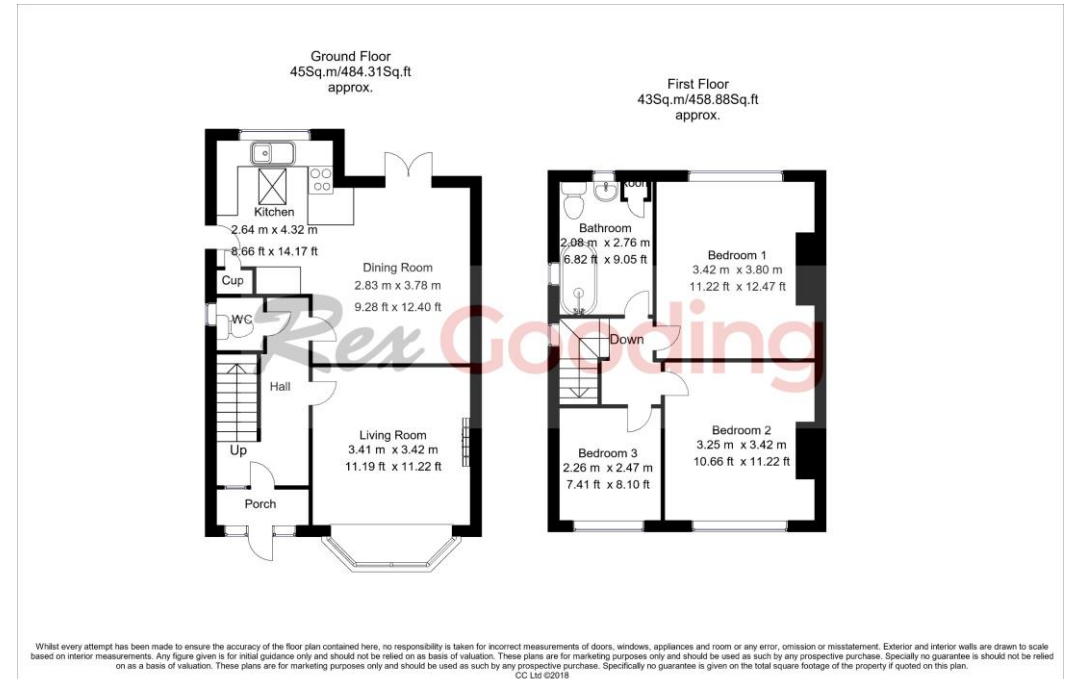 Ground Floor
45Sq.m/484.31Sq.ft
approx.
First Floor
43Sq.m/458.88Sq.ft
approx.
Kitchen
2.64 m x 4.32 m
8.66 ft x 14.17 ft
Dining Room
2.83 m x 3.78 m
9.28 ft x 12.40 ft
Cup
WC
Hall
Up
Living Room
3.41 m x 3.42 m
11.19 ft x 11.22 ft
Porch
Bathroom
2.08 m x 2.76 m
6.82 ft x 9.05 ft
Bedroom 1
3.42 m x 3.80 m
11.22 ft x 12.47 ft
Down
Bedroom 2
3.25 m x 3.42 m
10.66 ft x 11.22 ft
Bedroom 3
2.26 m x 2.47 m
7.41 ft x 8.10 ft
Rex Gooding
Whilst every attempt has been made to ensure the accuracy of the floor plan contained here, no responsibility is taken for incorrect measurements of doors, windows, appliances and room or any error, omission or misstatement. Exterior and interior walls are drawn to scale
based on interior measurements. Any figure given is for initial guidance only and should not be relied on as basis of valuation. These plans are for marketing purposes only and should be used as such by any prospective purchase. Specially no guarantee is should not be relied
on as a basis of valuation. These plans are for marketing purposes only and should be used as such by any prospective purchase. Specifically no guarantee is given on the total square footage of the property if quoted on this plan.
CC Ltd ©2018